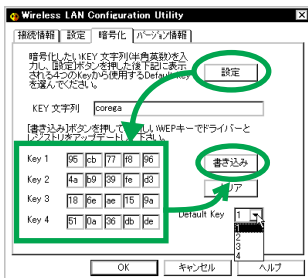 Wireless LAN Configuration Utility
接続情報 設定 暗号化 バージョン情報
暗号化したいKEY 文字列(半角英数)を入
力し、[設定]ボタンを押した後下記に表示
される4つのKeyから使用するDefault Key
を選んでください。
設定
KEY 文字列 corega
[書き込み]ボタンを押して しいWEPキーでドライバーと
レジストリをアップデートし 下さい。
Key 1 95 cb 77 f8 96
書き込み
Key 2 4a b9 39 fe d3
クリア
Key 3 18 6e ae 15 9a
Key 4 51 0a 36 db de
Default Key 1
1
2
3
4
OK キャンセル ヘルプ